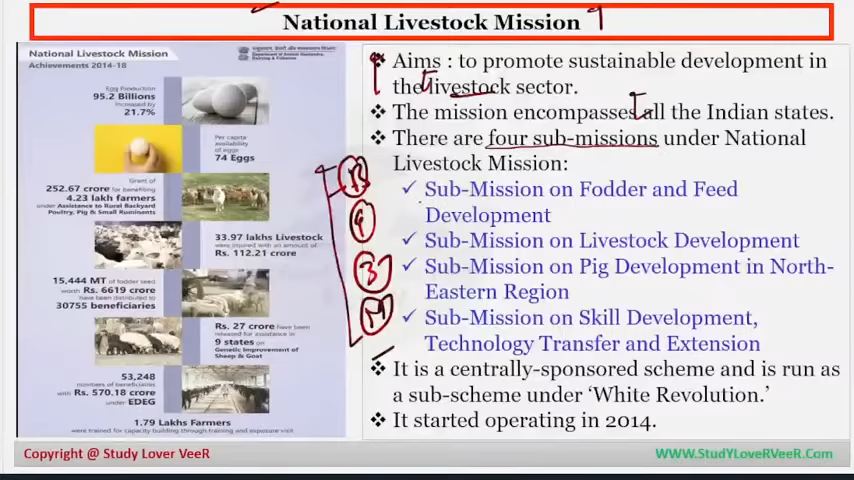 National Livestock Mission
National Livestock Mission
Achievements 2014-18
Egg Production
95.2 Billions
Increased by
21.7%
Per capita
availability
of eggs
74 Eggs
Grant of
252.67 crore for benefiting
4.23 lakh farmers
under Assistance to Rural Backyard
Poultry, Pig & Small Ruminents
33.97 lakhs Livestock
were insured with an amount of
Rs. 112.21 crore
15,444 MT of fodder seed
worth Rs. 6619 crore
have been distributed to
30755 beneficiaries
Rs. 27 crore have been
released for assistance in
9 states on
Genetic Improvement of
Sheep & Goat
53,248
numbers of beneficiaries
with Rs. 570.18 crore
under EDEG
1.79 Lakhs Farmers
were trained for capacity building through training and exposure visit
❖ Aims : to promote sustainable development in
the livestock sector.
❖ The mission encompasses all the Indian states.
❖ There are four sub-missions under National
Livestock Mission:
✓ Sub-Mission on Fodder and Feed
Development
✓ Sub-Mission on Livestock Development
✓ Sub-Mission on Pig Development in North-
Eastern Region
✓ Sub-Mission on Skill Development,
Technology Transfer and Extension
❖ It is a centrally-sponsored scheme and is run as
a sub-scheme under ‘White Revolution.’
❖ It started operating in 2014.
Copyright @ Study Lover VeeR
WWW.StudyLoveRVeeR.Com